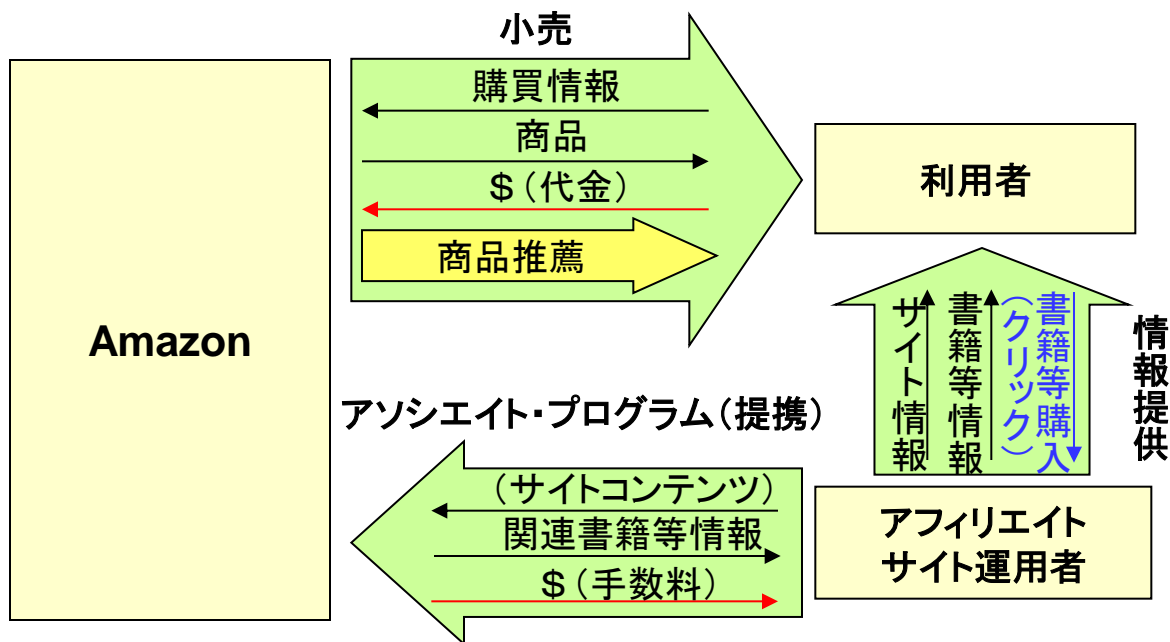 小売
購買情報
商品
＄(代金)
商品推薦
Amazon
利用者
サイト情報
書籍等情報
書籍等購入
(クリック)
情報提供
アソシエイト・プログラム(提携)
(サイトコンテンツ)
関連書籍等情報
＄(手数料)
アフィリエイト
サイト運用者